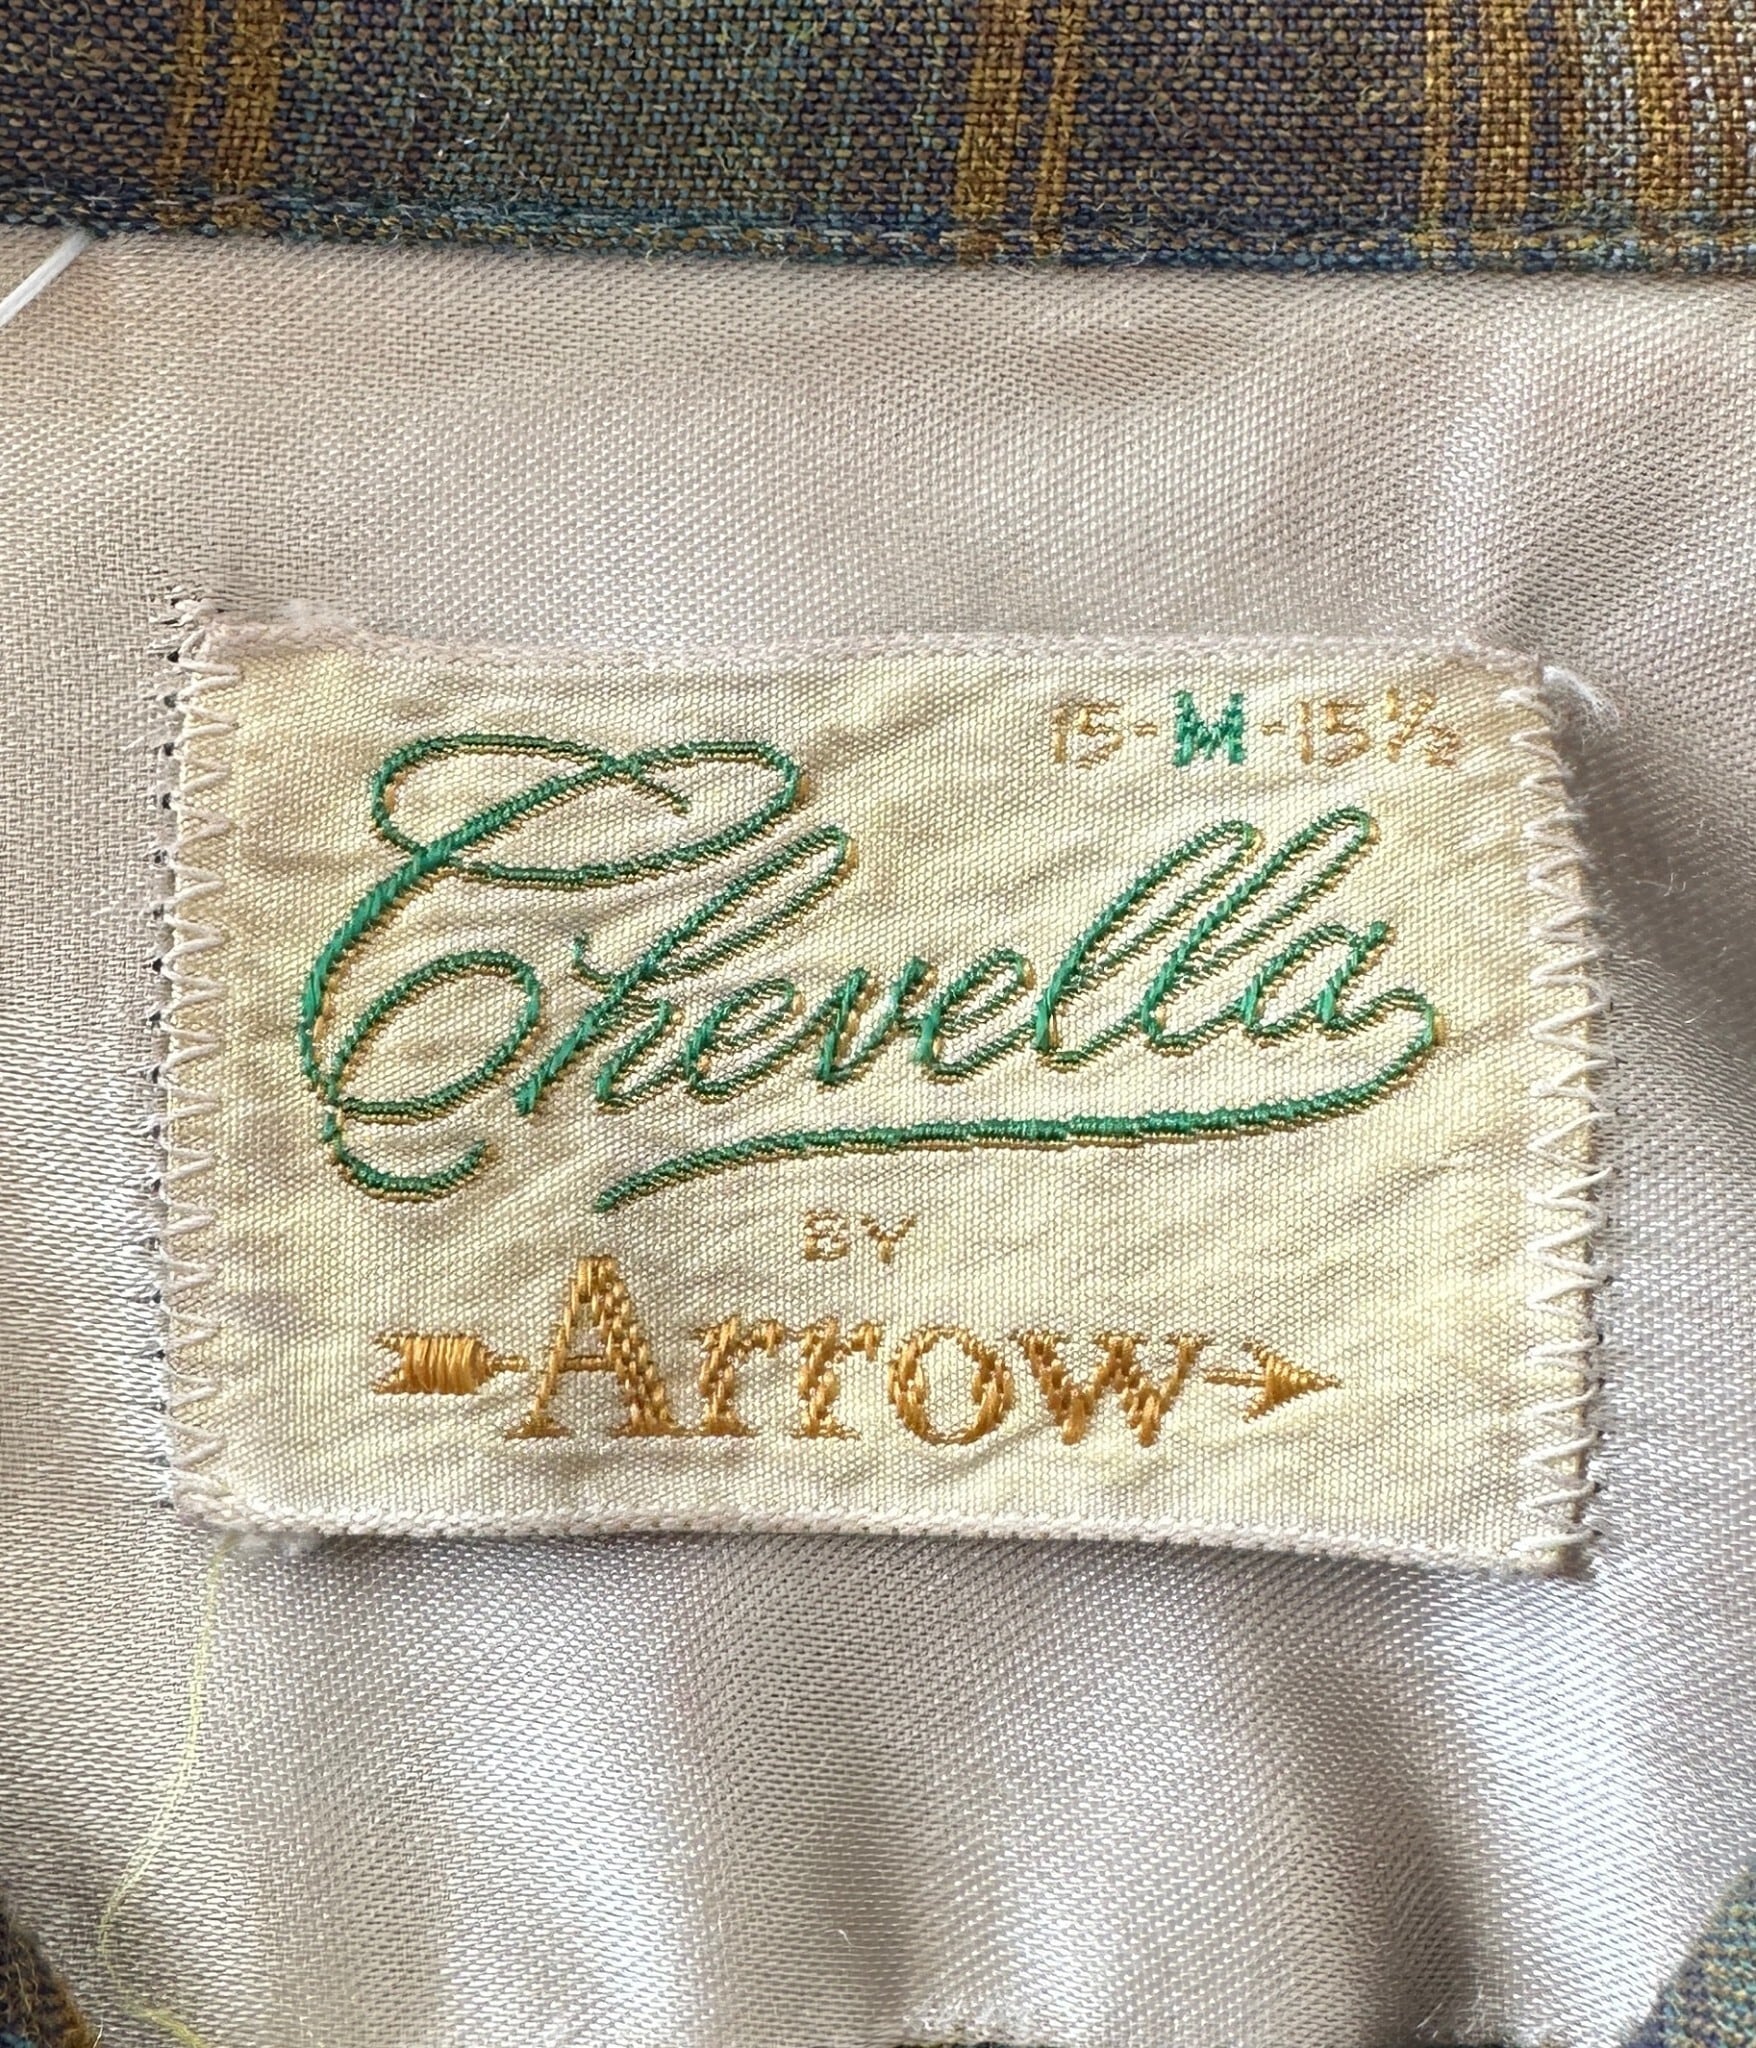 15-M-15½
Chevella
BY
Arrow